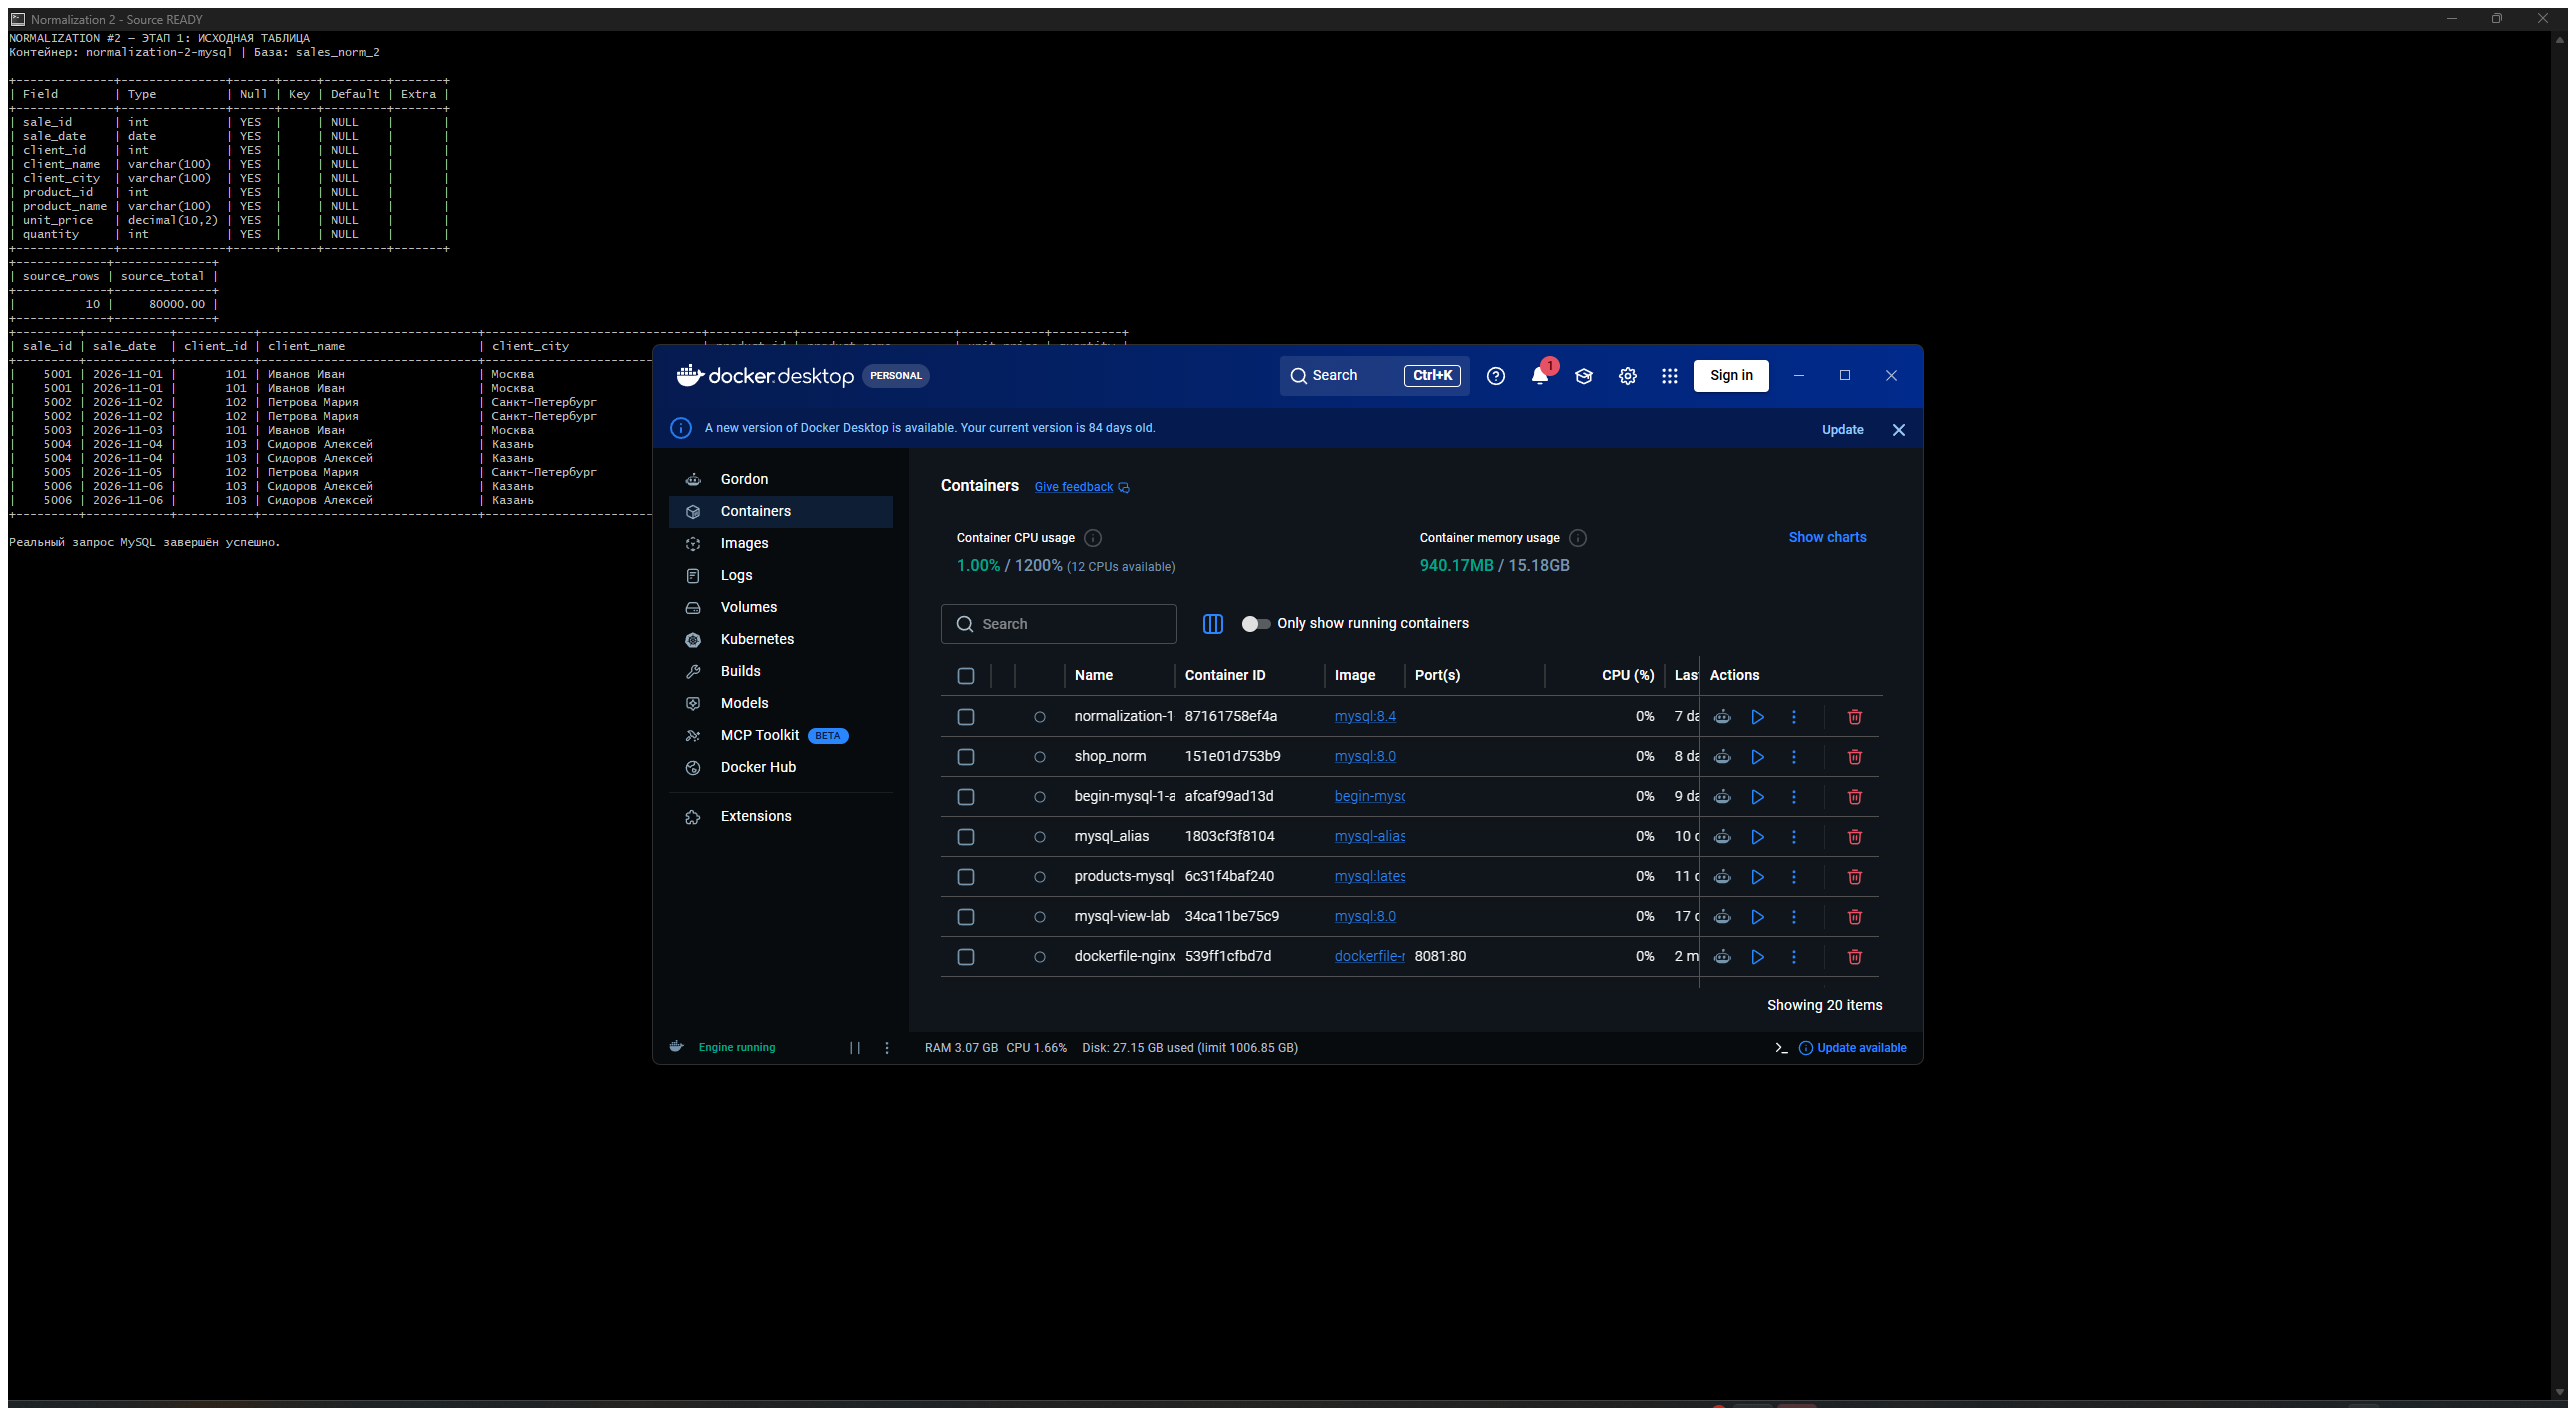 Normalization 2 - Source READY
NORMALIZATION #2 — ЭТАП 1: ИСХОДНАЯ ТАБЛИЦА
Контейнер: normalization-2-mysql | База: sales_norm_2
| Field | Type | Null | Key | Default | Extra |
| sale_id | int | YES | | NULL | |
| sale_date | date | YES | | NULL | |
| client_id | int | YES | | NULL | |
| client_name | varchar(100) | YES | | NULL | |
| client_city | varchar(100) | YES | | NULL | |
| product_id | int | YES | | NULL | |
| product_name | varchar(100) | YES | | NULL | |
| unit_price | decimal(10,2) | YES | | NULL | |
| quantity | int | YES | | NULL | |
| source_rows | source_total |
| 10 | 80000.00 |
| sale_id | sale_date | client_id | client_name | client_city
| 5001 | 2026-11-01 | 101 | Иванов Иван | Москва
| 5001 | 2026-11-01 | 101 | Иванов Иван | Москва
| 5002 | 2026-11-02 | 102 | Петрова Мария | Санкт-Петербург
| 5002 | 2026-11-02 | 102 | Петрова Мария | Санкт-Петербург
| 5003 | 2026-11-03 | 101 | Иванов Иван | Москва
| 5004 | 2026-11-04 | 103 | Сидоров Алексей | Казань
| 5004 | 2026-11-04 | 103 | Сидоров Алексей | Казань
| 5005 | 2026-11-05 | 102 | Петрова Мария | Санкт-Петербург
| 5006 | 2026-11-06 | 103 | Сидоров Алексей | Казань
| 5006 | 2026-11-06 | 103 | Сидоров Алексей | Казань
Реальный запрос MySQL завершён успешно.
docker.desktop PERSONAL Search Ctrl+K 1 Sign in
A new version of Docker Desktop is available. Your current version is 84 days old. Update
Gordon
Containers
Images
Logs
Volumes
Kubernetes
Builds
Models
MCP Toolkit BETA
Docker Hub
Extensions
Containers Give feedback
Container CPU usage Container memory usage Show charts
1.00% / 1200% (12 CPUs available) 940.17MB / 15.18GB
Search Only show running containers
Name Container ID Image Port(s) CPU (%) Las Actions
normalization-1 87161758ef4a mysql:8.4 0% 7 da
shop_norm 151e01d753b9 mysql:8.0 0% 8 da
begin-mysql-1-a afcaf99ad13d begin-mysc 0% 9 da
mysql_alias 1803cf3f8104 mysql-alias 0% 10 d
products-mysql 6c31f4baf240 mysql:lates 0% 11 d
mysql-view-lab 34ca11be75c9 mysql:8.0 0% 17 d
dockerfile-nginx 539ff1cfbd7d dockerfile-r 8081:80 0% 2 m
Showing 20 items
Engine running RAM 3.07 GB CPU 1.66% Disk: 27.15 GB used (limit 1006.85 GB) Update available